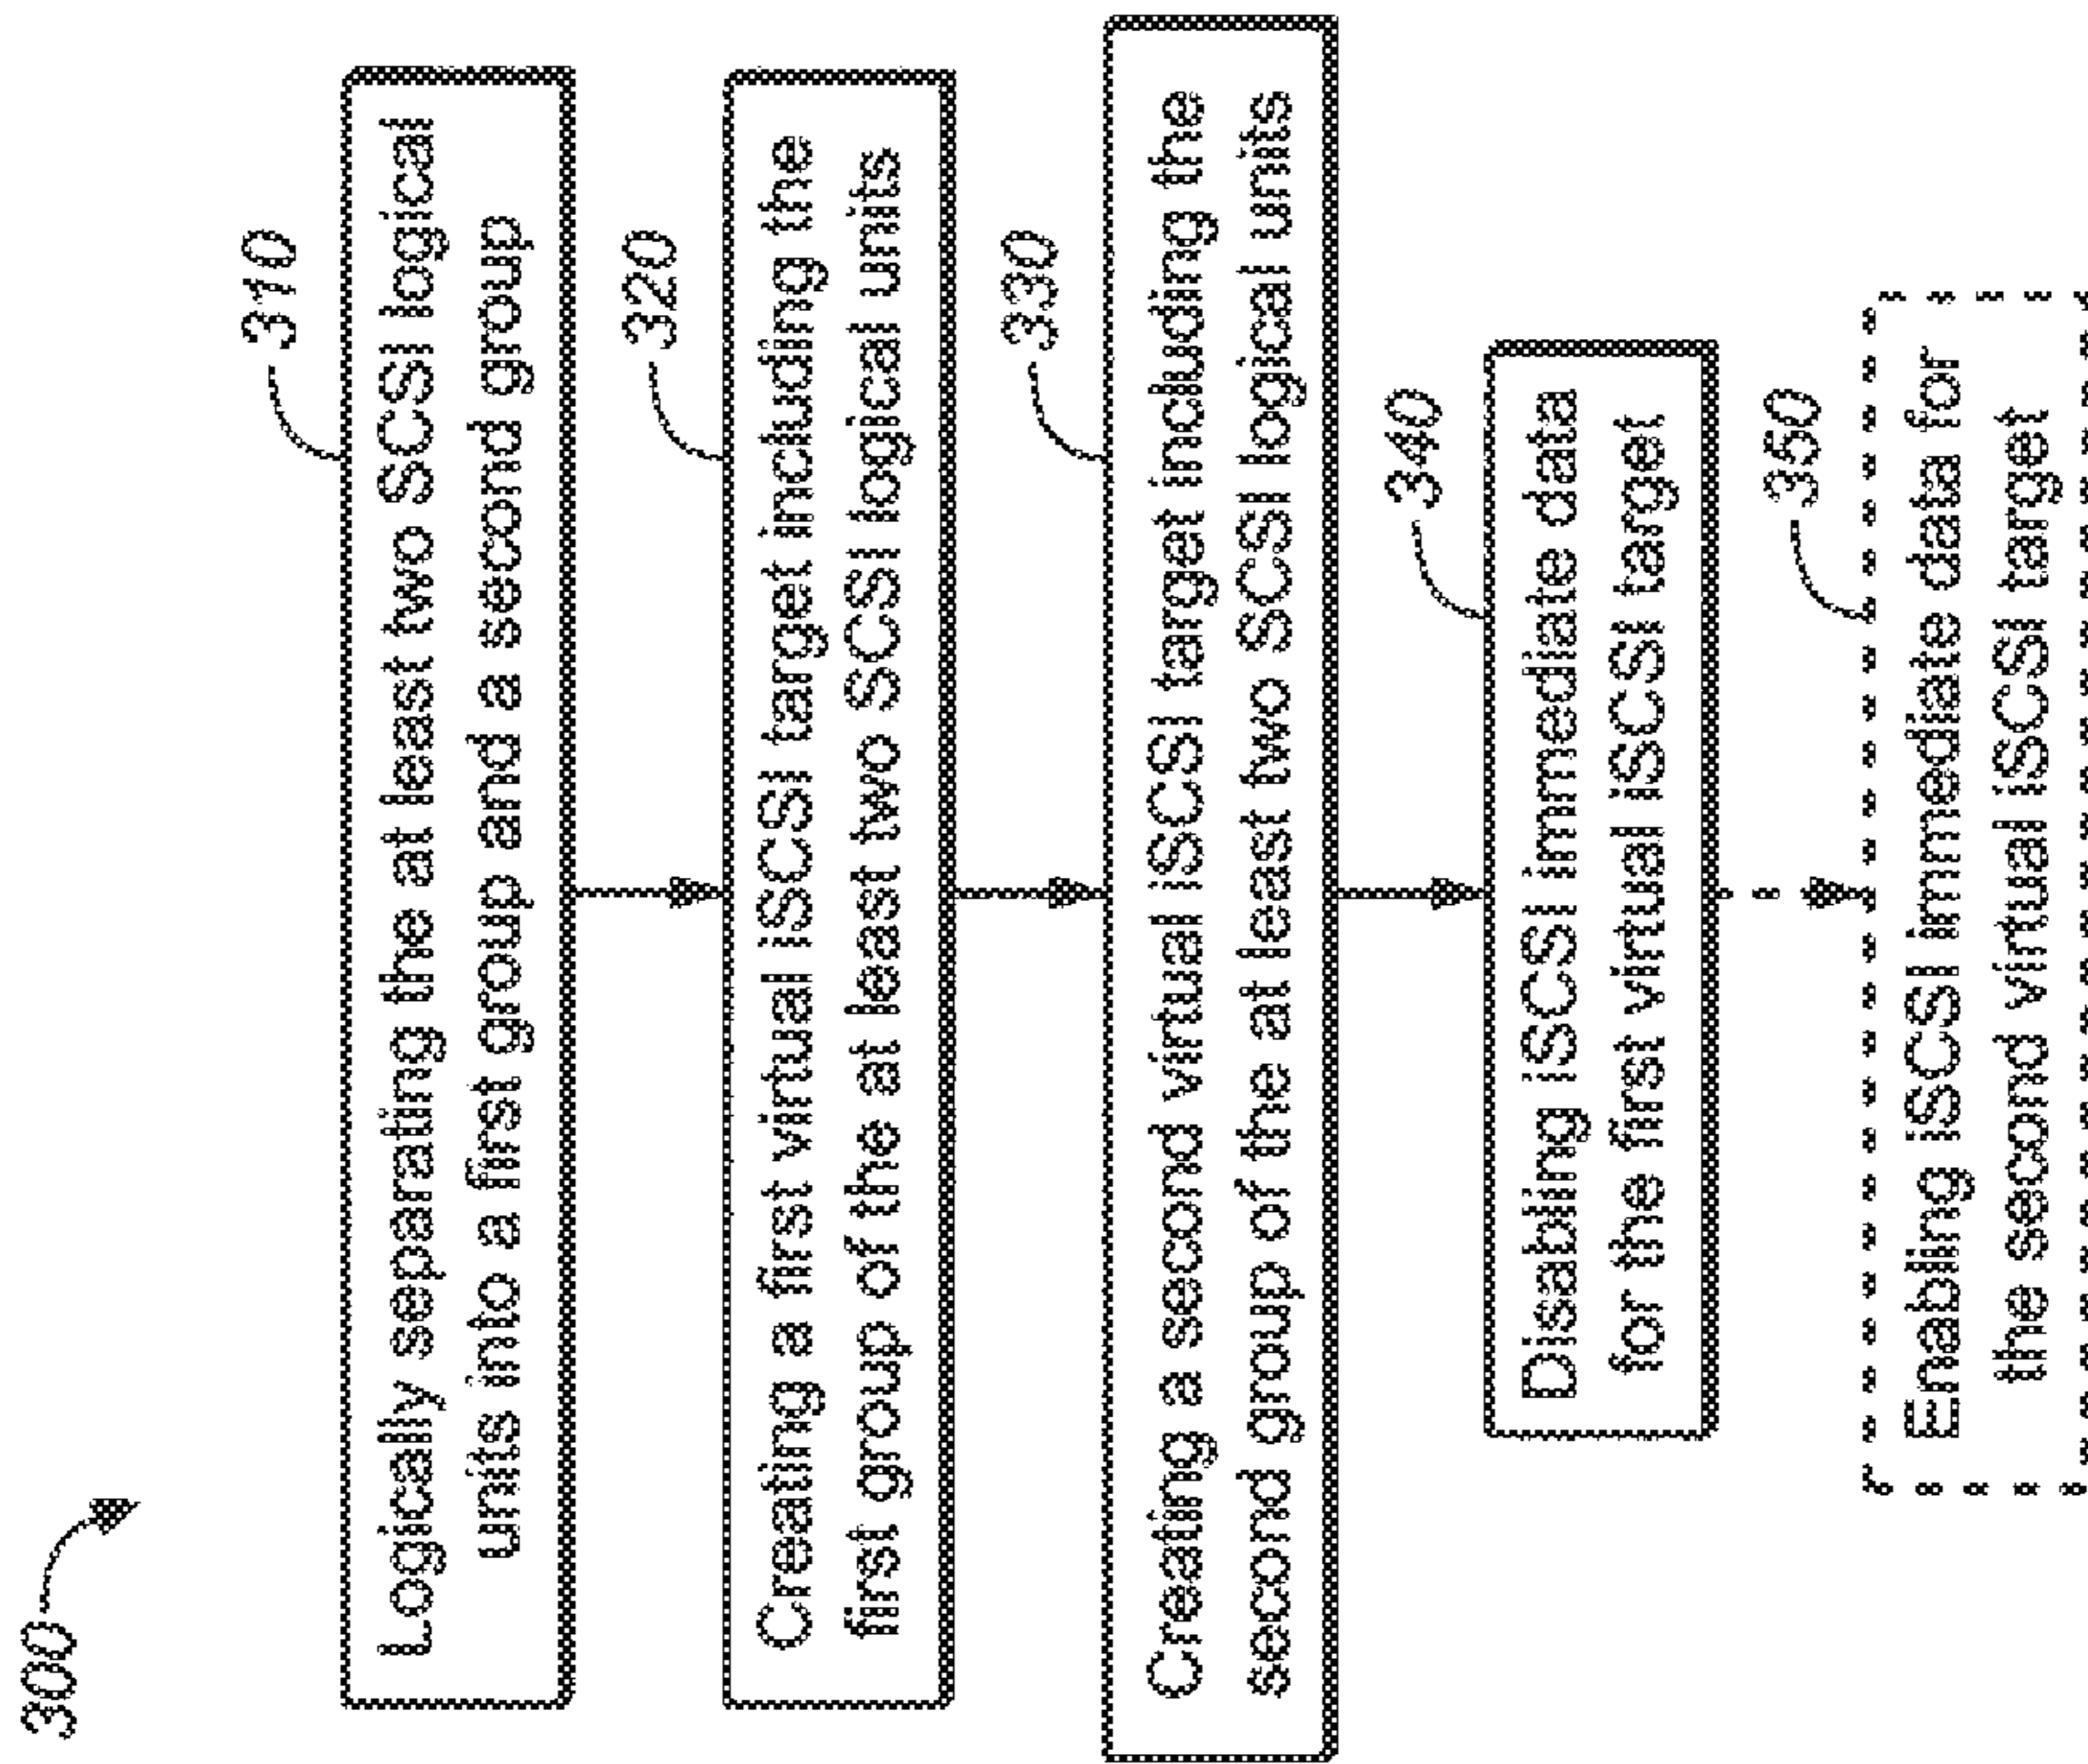 300
310
Logically separating the at least two SCSI logical
units into a first group and a second group
320
Creating a first virtual iSCSI target including the
first group of the at least two SCSI logical units
330
Creating a second virtual iSCSI target including the
second group of the at least two SCSI logical units
340
Disabling iSCSI immediate data
for the first virtual iSCSI target
350
Enabling iSCSI immediate data for
the second virtual iSCSI target